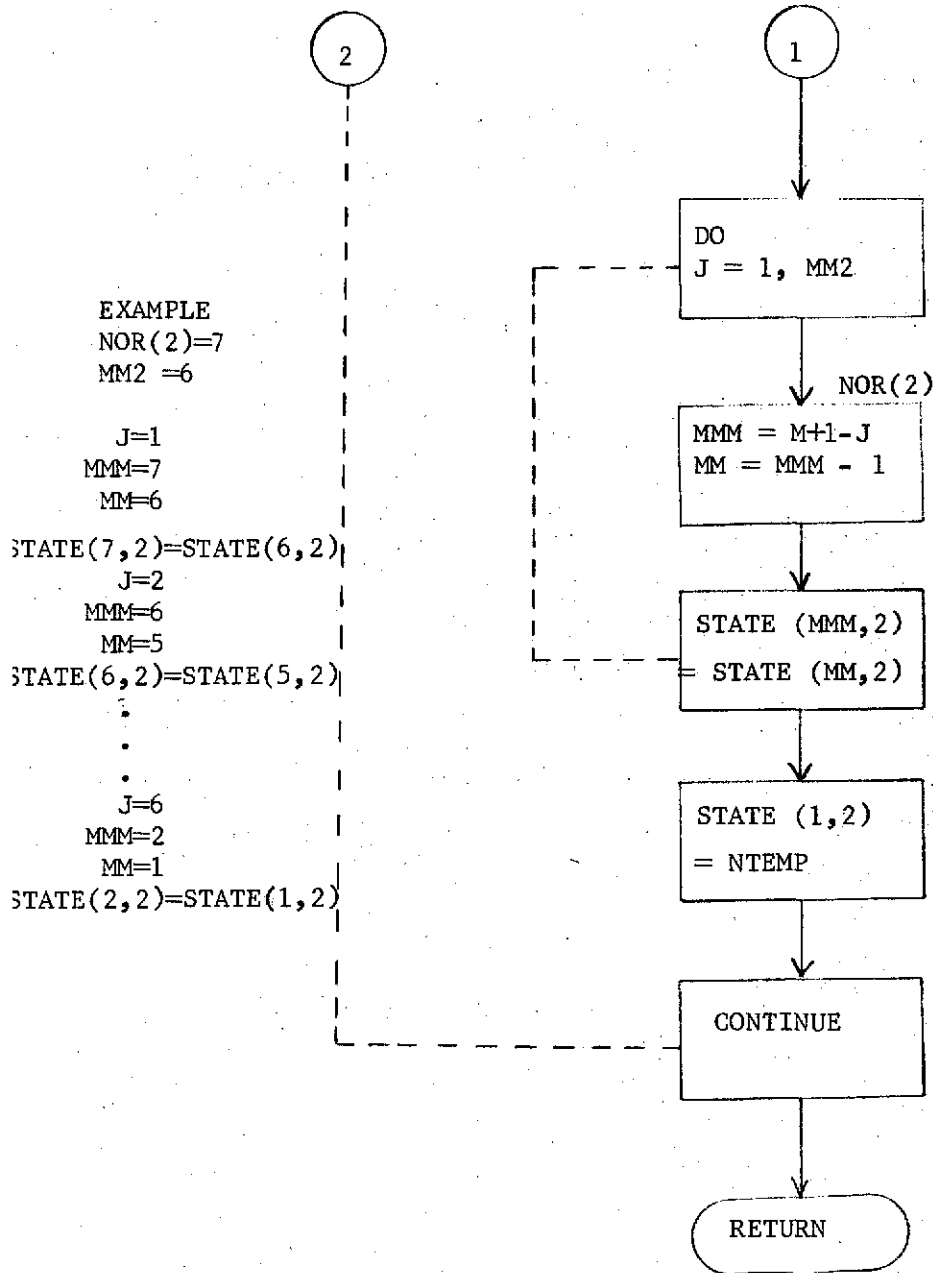 2
1
EXAMPLE
NOR(2)=7
MM2 =6
J=1
MMM=7
MM=6
STATE(7,2)=STATE(6,2)
J=2
MMM=6
MM=5
STATE(6,2)=STATE(5,2)
.
.
.
J=6
MMM=2
MM=1
STATE(2,2)=STATE(1,2)
DO
J = 1, MM2
NOR(2)
MMM = M+1-J
MM = MMM - 1
STATE (MMM,2)
= STATE (MM,2)
STATE (1,2)
= NTEMP
CONTINUE
RETURN